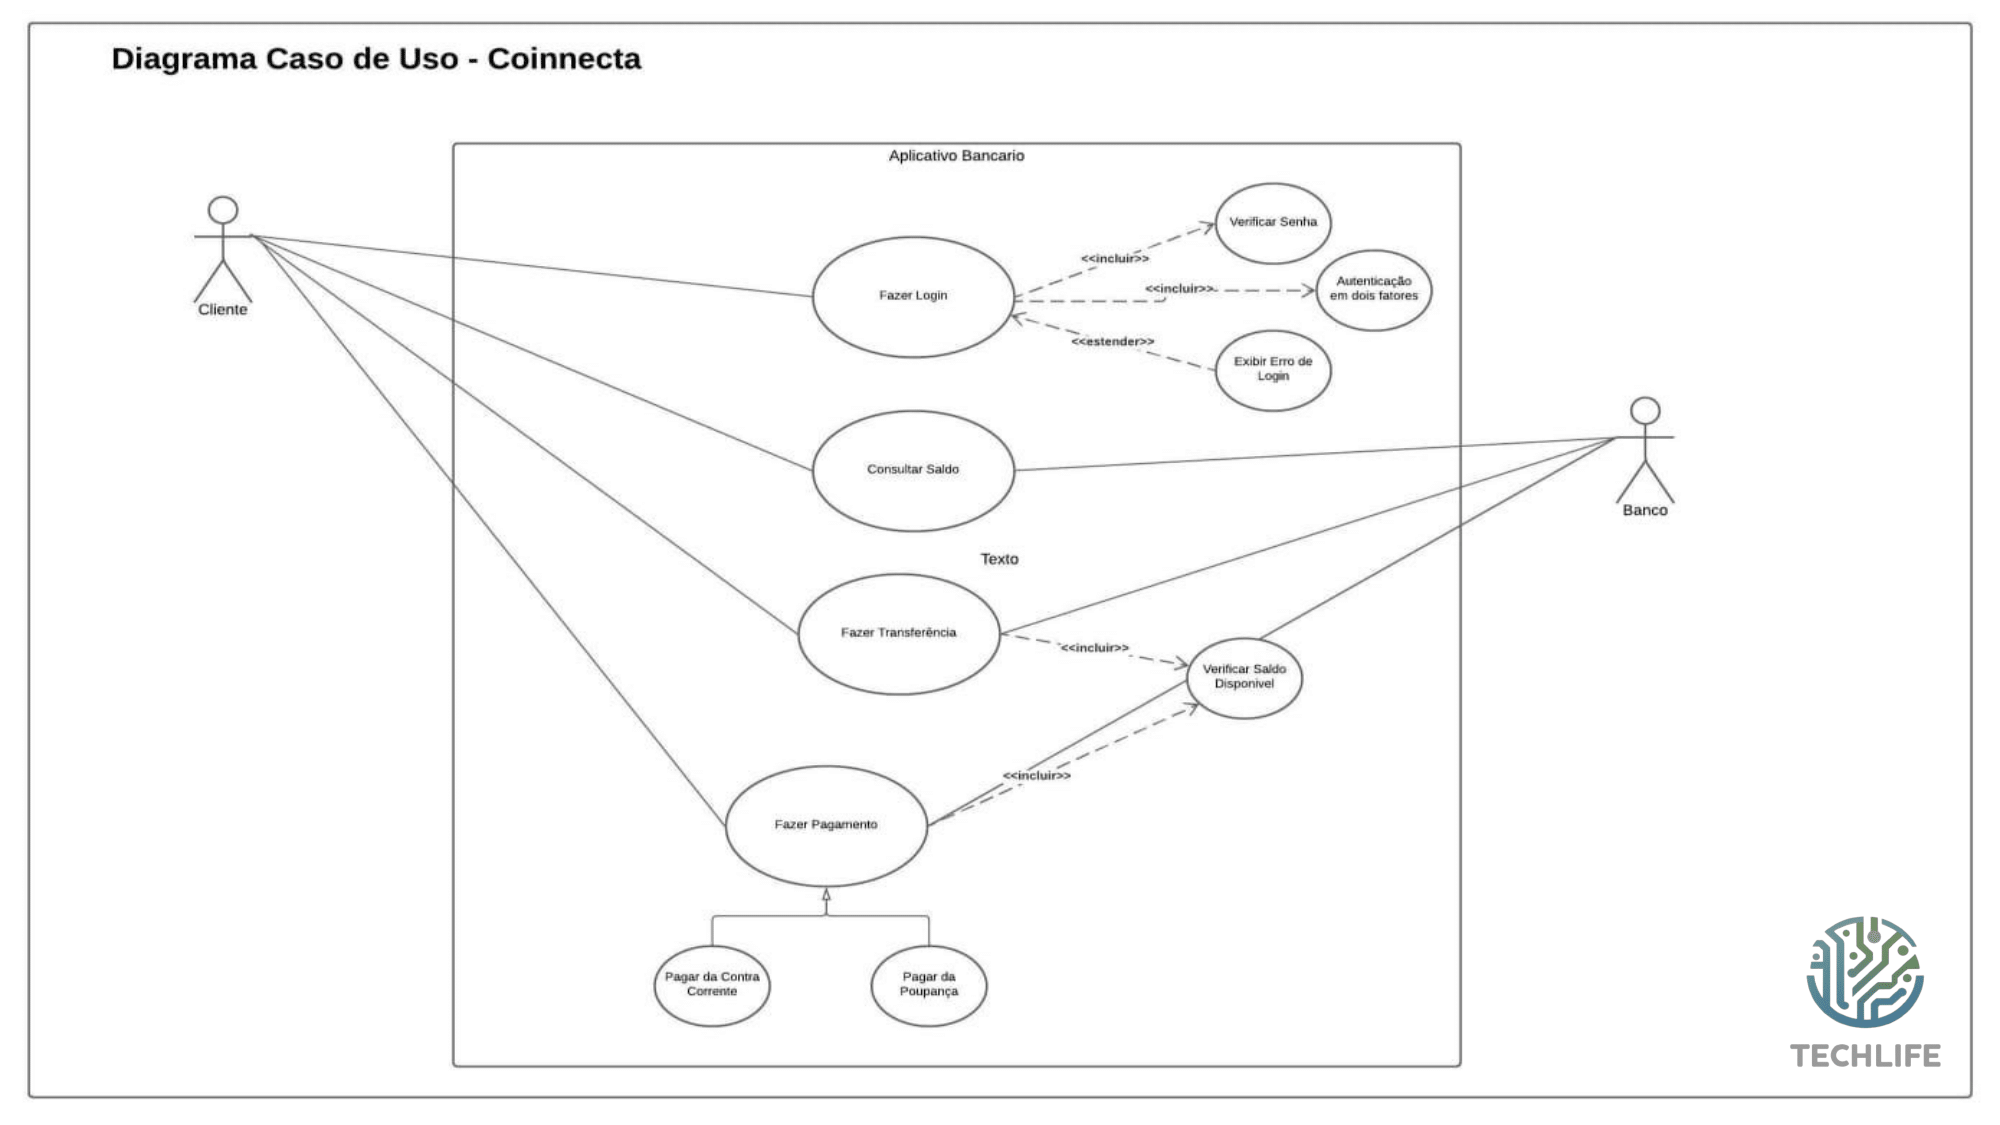 Diagrama Caso de Uso - Coinnecta
Aplicativo Bancario
Verificar Senha
<<incluir>>
Autenticação
em dois fatores
<<incluir>>
Fazer Login
Cliente
<<estender>>
Exibir Erro de
Login
Consultar Saldo
Banco
Texto
Fazer Transferência
<<incluir>>
Verificar Saldo
Disponivel
<<incluir>>
Fazer Pagamento
Pagar da Contra
Corrente
Pagar da
Poupança
TECHLIFE